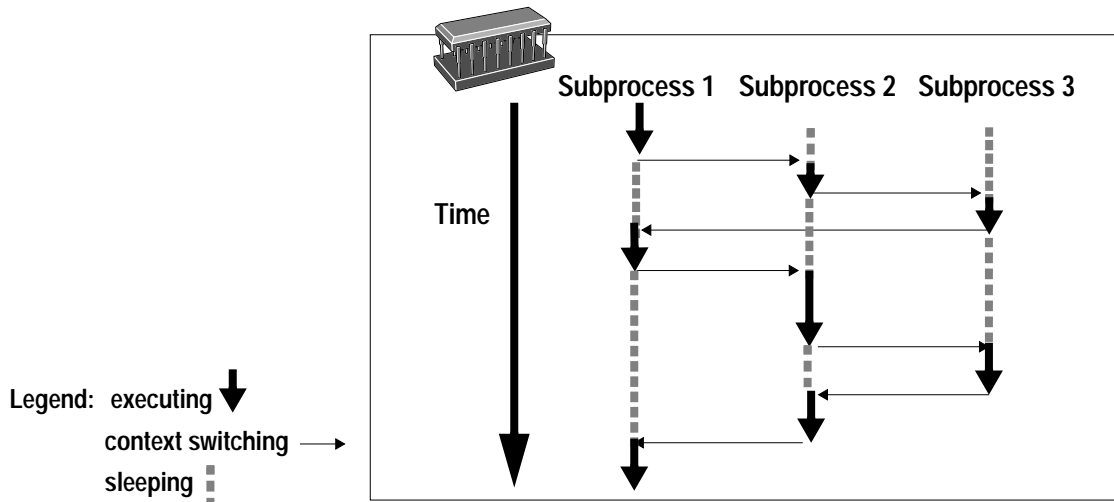 Subprocess 1 Subprocess 2 Subprocess 3
Time
Legend: executing
context switching
sleeping